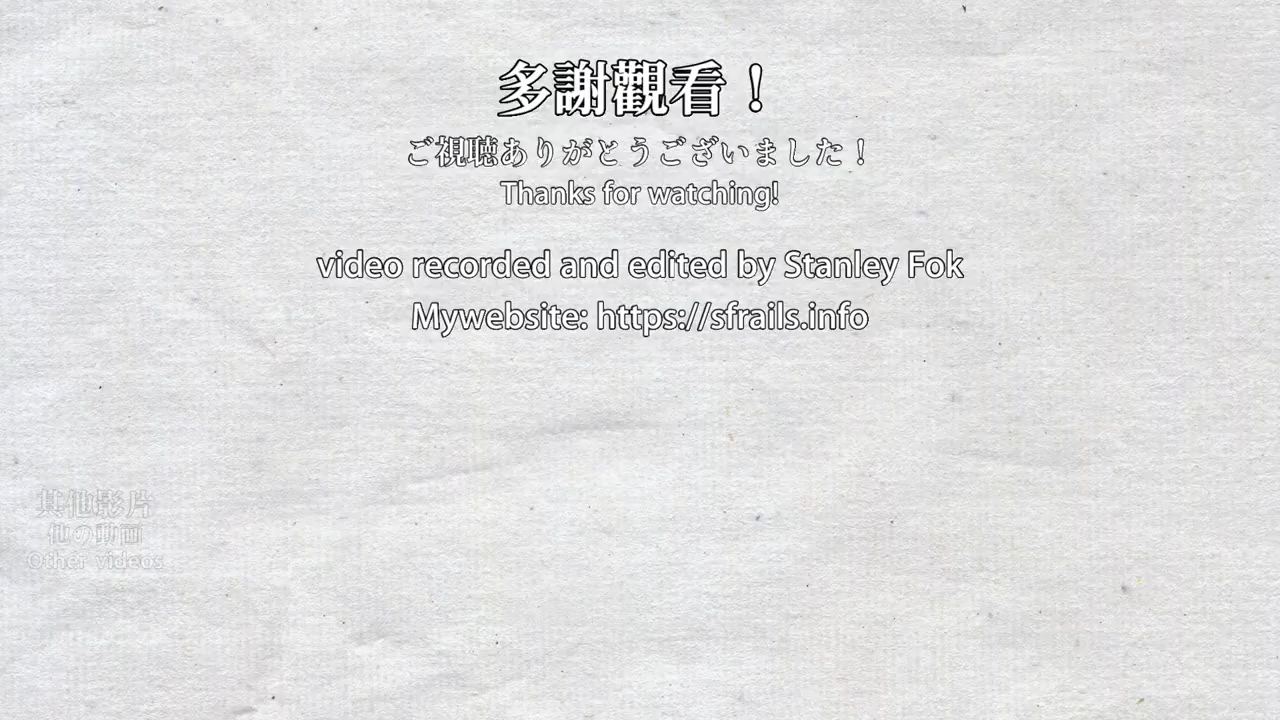 多謝觀看！
ご視聴ありがとうございました！
Thanks for watching!
video recorded and edited by Stanley Fok
Mywebsite: https://sfrails.info
其他影片
他の動画
Other videos